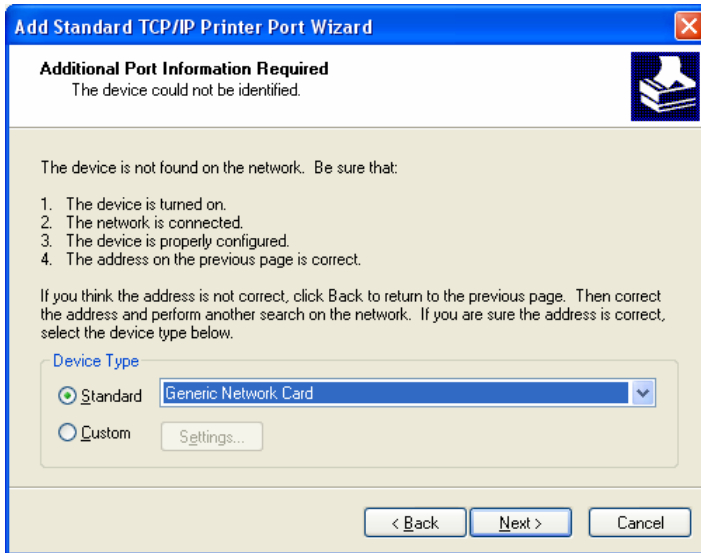 Add Standard TCP/IP Printer Port Wizard
Additional Port Information Required
The device could not be identified.
The device is not found on the network.  Be sure that:
1.  The device is turned on.
2.  The network is connected.
3.  The device is properly configured.
4.  The address on the previous page is correct.
If you think the address is not correct, click Back to return to the previous page.  Then correct
the address and perform another search on the network.  If you are sure the address is correct,
select the device type below.
Device Type
Standard Generic Network Card
Custom Settings...
< Back Next > Cancel